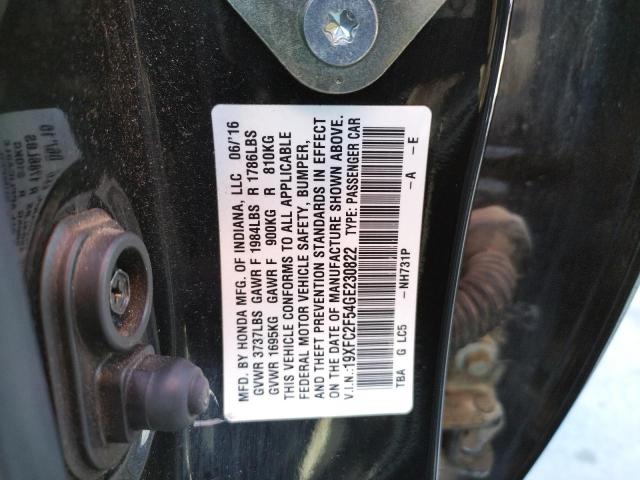 MFD. BY HONDA MFG. OF INDIANA, LLC 06/'16
GVWR 3737LBS GAWR F 1984LBS R 1786LBS
GVWR 1695KG GAWR F 900KG R 810KG
THIS VEHICLE CONFORMS TO ALL APPLICABLE
FEDERAL MOTOR VEHICLE SAFETY, BUMPER,
AND THEFT PREVENTION STANDARDS IN EFFECT
ON THE DATE OF MANUFACTURE SHOWN ABOVE.
V.I.N.:19XFC2F54GE230822 TYPE: PASSENGER CAR
-NH731P -A -E
TBA G LC5